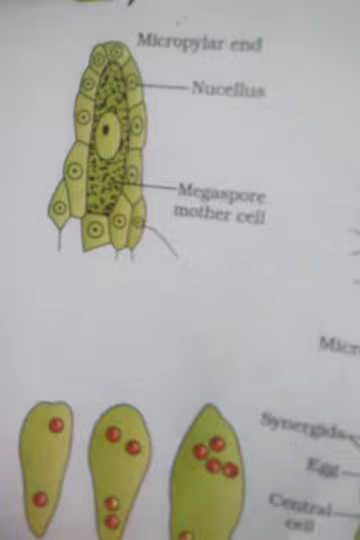 Micropylar end
Nucellus
Megaspore
mother cell
Synergids
Egg
Central
cell